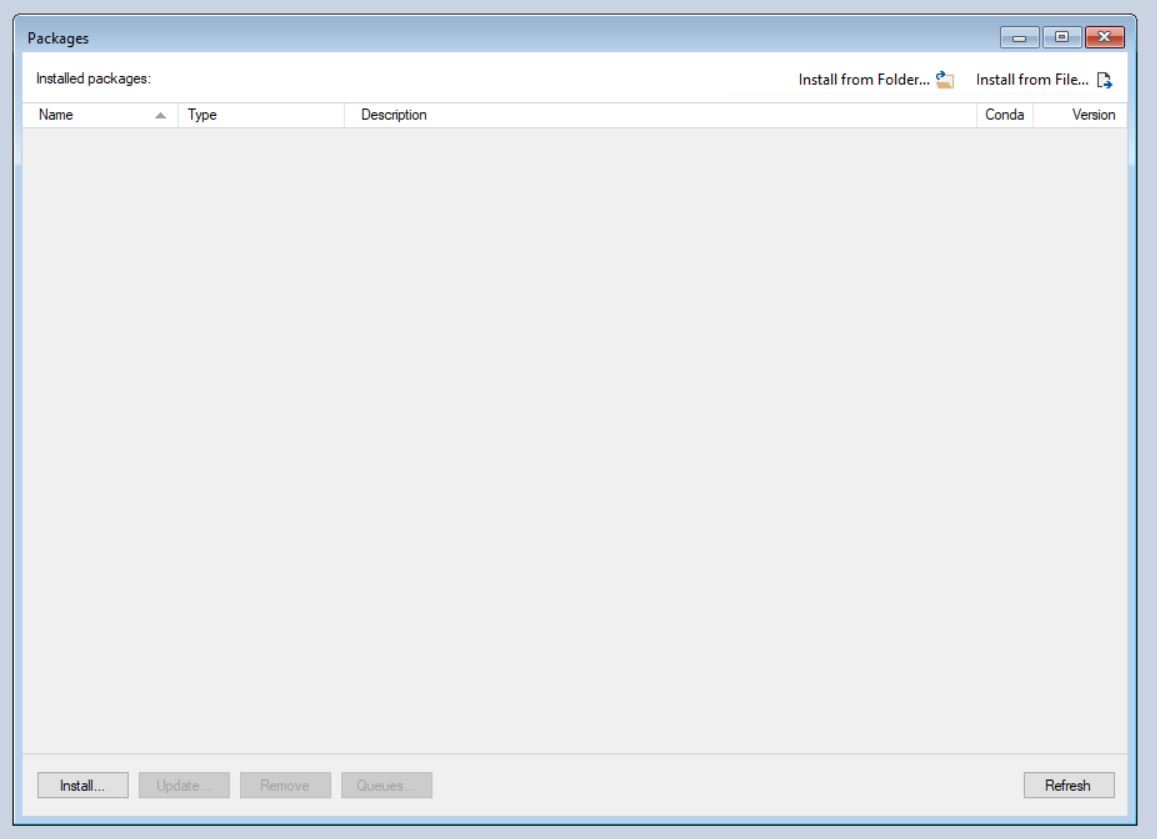 Packages
Installed packages: Install from Folder... Install from File...
Name Type Description Conda Version
Install... Update... Remove Queues... Refresh